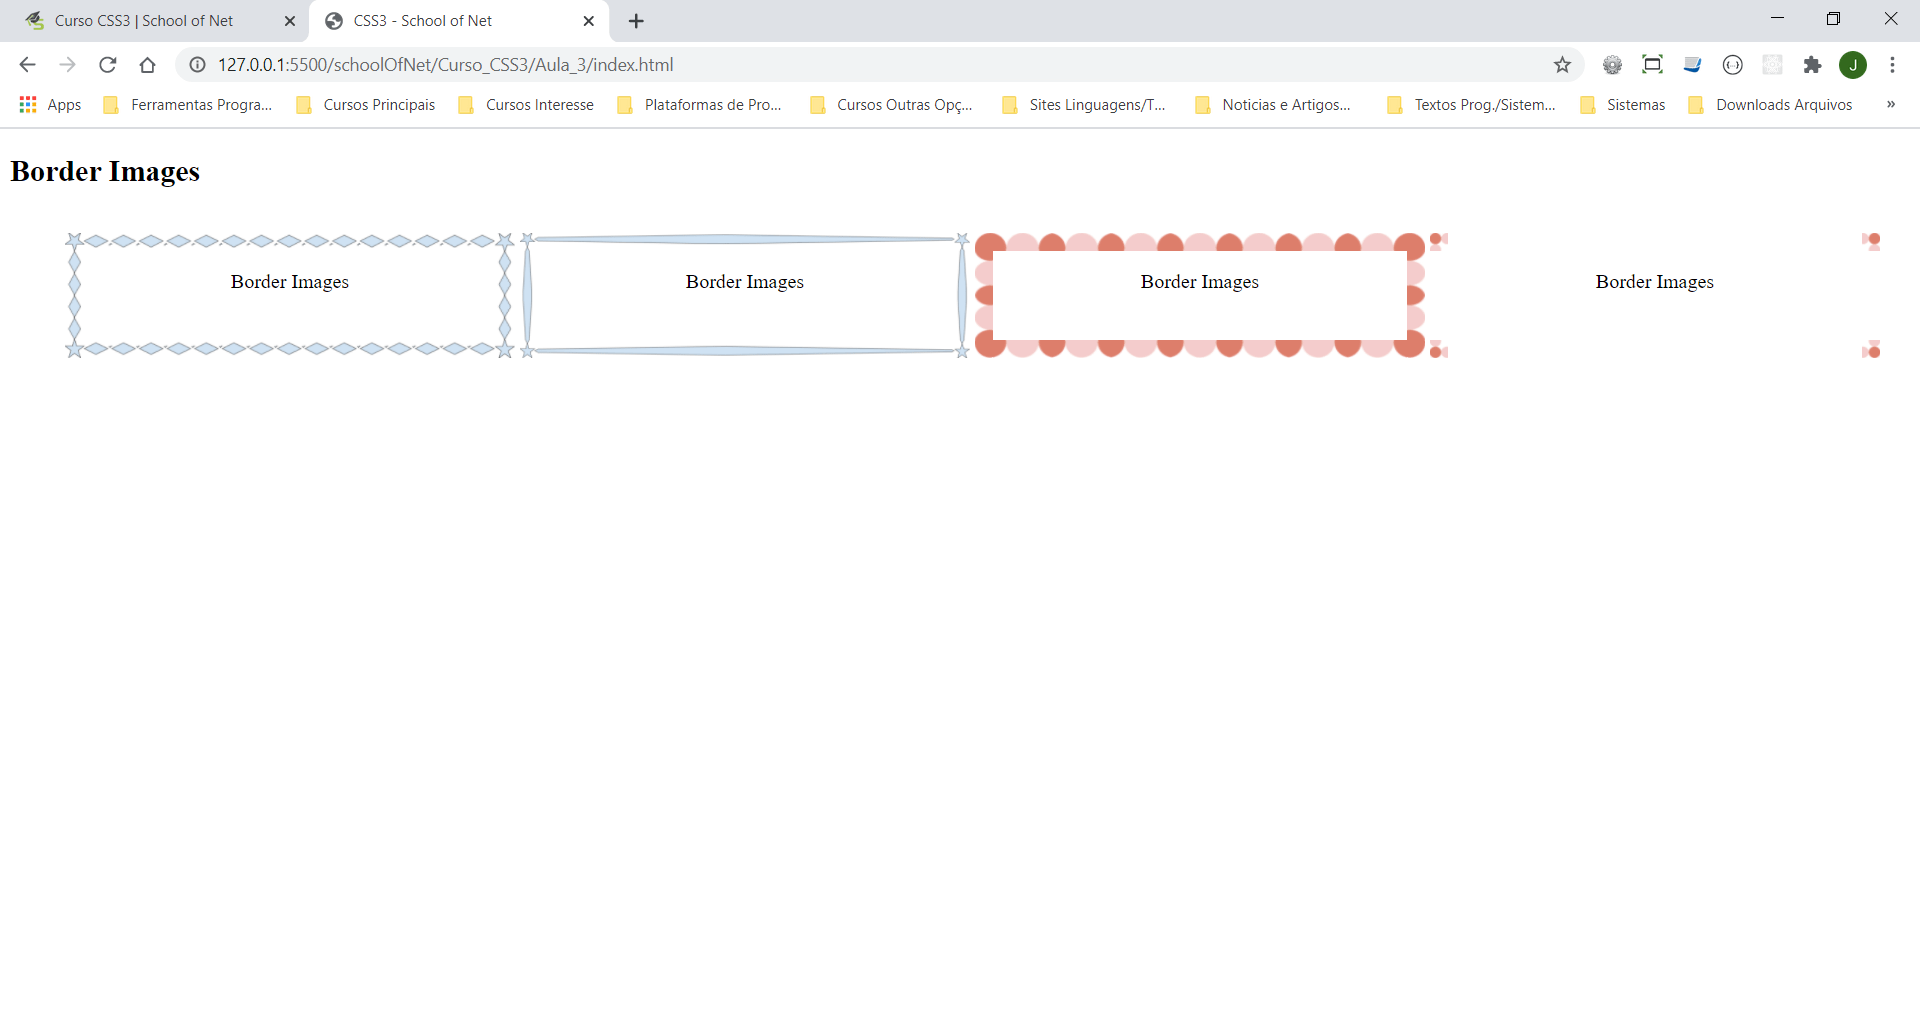 Curso CSS3 | School of Net
CSS3 - School of Net
127.0.0.1:5500/schoolOfNet/Curso_CSS3/Aula_3/index.html
J
Apps
Ferramentas Progra...
Cursos Principais
Cursos Interesse
Plataformas de Pro...
Cursos Outras Opç...
Sites Linguagens/T...
Noticias e Artigos...
Textos Prog./Sistem...
Sistemas
Downloads Arquivos
»
Border Images
Border Images
Border Images
Border Images
Border Images